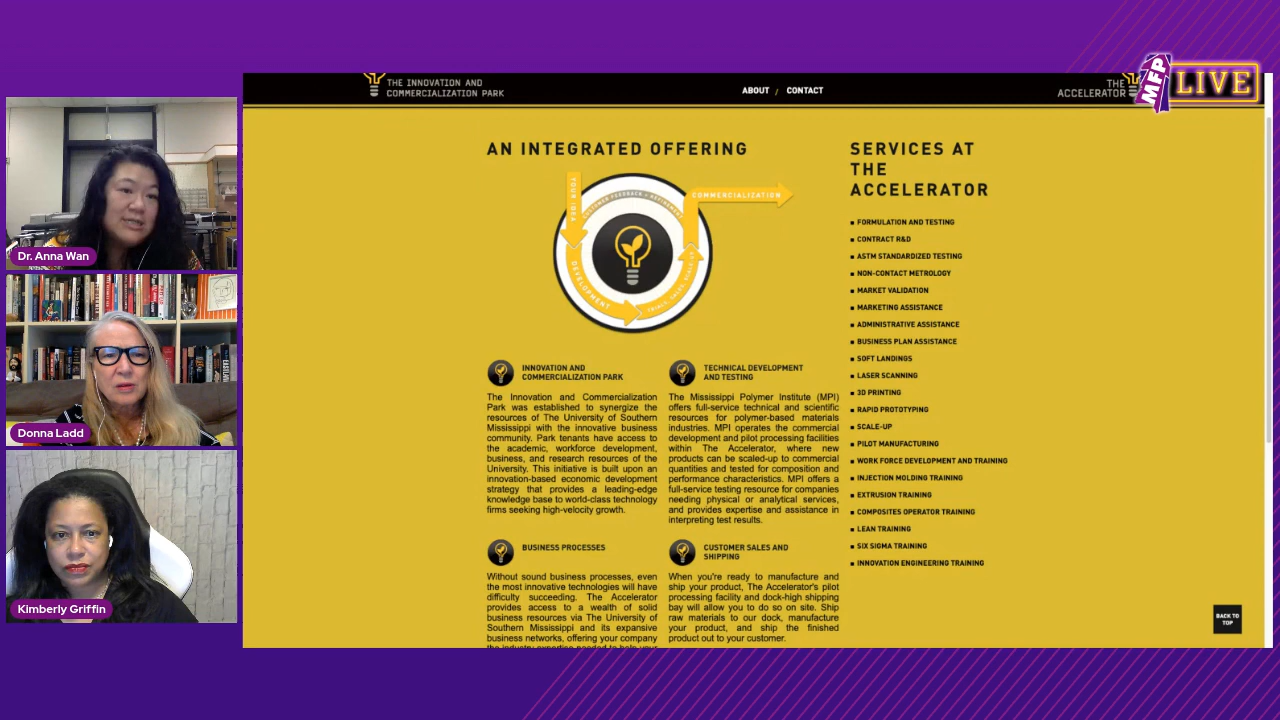 MFP
LIVE
THE INNOVATION AND
COMMERCIALIZATION PARK
ABOUT / CONTACT
THE
ACCELERATOR
Dr. Anna Wan
Donna Ladd
Kimberly Griffin
AN INTEGRATED OFFERING
YOUR IDEA
CUSTOMER FEEDBACK & REFINEMENT
COMMERCIALIZATION
DEVELOPMENT
INNOVATION AND
COMMERCIALIZATION PARK
The Innovation and Commercialization
Park was established to synergize the
resources of The University of Southern
Mississippi with the innovative business
community. Park tenants have access to
the academic, workforce development,
business, and research resources of the
University. This initiative is built upon an
innovation-based economic development
strategy that provides a leading-edge
knowledge base to world-class technology
firms seeking high-velocity growth.
TECHNICAL DEVELOPMENT
AND TESTING
The Mississippi Polymer Institute (MPI)
offers full-service technical and scientific
resources for polymer-based materials
industries. MPI operates the commercial
development and pilot processing facilities
within The Accelerator, where new
products can be scaled-up to commercial
quantities and tested for composition and
performance characteristics. MPI offers a
full-service testing resource for companies
needing physical or analytical services,
and provides expertise and assistance in
interpreting test results.
BUSINESS PROCESSES
Without sound business processes, even
the most innovative technologies will have
difficulty succeeding. The Accelerator
provides access to a wealth of solid
business resources via The University of
Southern Mississippi and its expansive
business networks, offering your company
the industry expertise needed to help your
CUSTOMER SALES AND
SHIPPING
When you're ready to manufacture and
ship your product, The Accelerator's pilot
processing facility and dock-high shipping
bay will allow you to do so on site. Ship
raw materials to our dock, manufacture
your product, and ship the finished
product out to your customer.
SERVICES AT
THE
ACCELERATOR
FORMULATION AND TESTING
CONTRACT R&D
ASTM STANDARDIZED TESTING
NON-CONTACT METROLOGY
MARKET VALIDATION
MARKETING ASSISTANCE
ADMINISTRATIVE ASSISTANCE
BUSINESS PLAN ASSISTANCE
SOFT LANDINGS
LASER SCANNING
3D PRINTING
RAPID PROTOTYPING
SCALE-UP
PILOT MANUFACTURING
WORK FORCE DEVELOPMENT AND TRAINING
INJECTION MOLDING TRAINING
EXTRUSION TRAINING
COMPOSITES OPERATOR TRAINING
LEAN TRAINING
SIX SIGMA TRAINING
INNOVATION ENGINEERING TRAINING
BACK TO
TOP